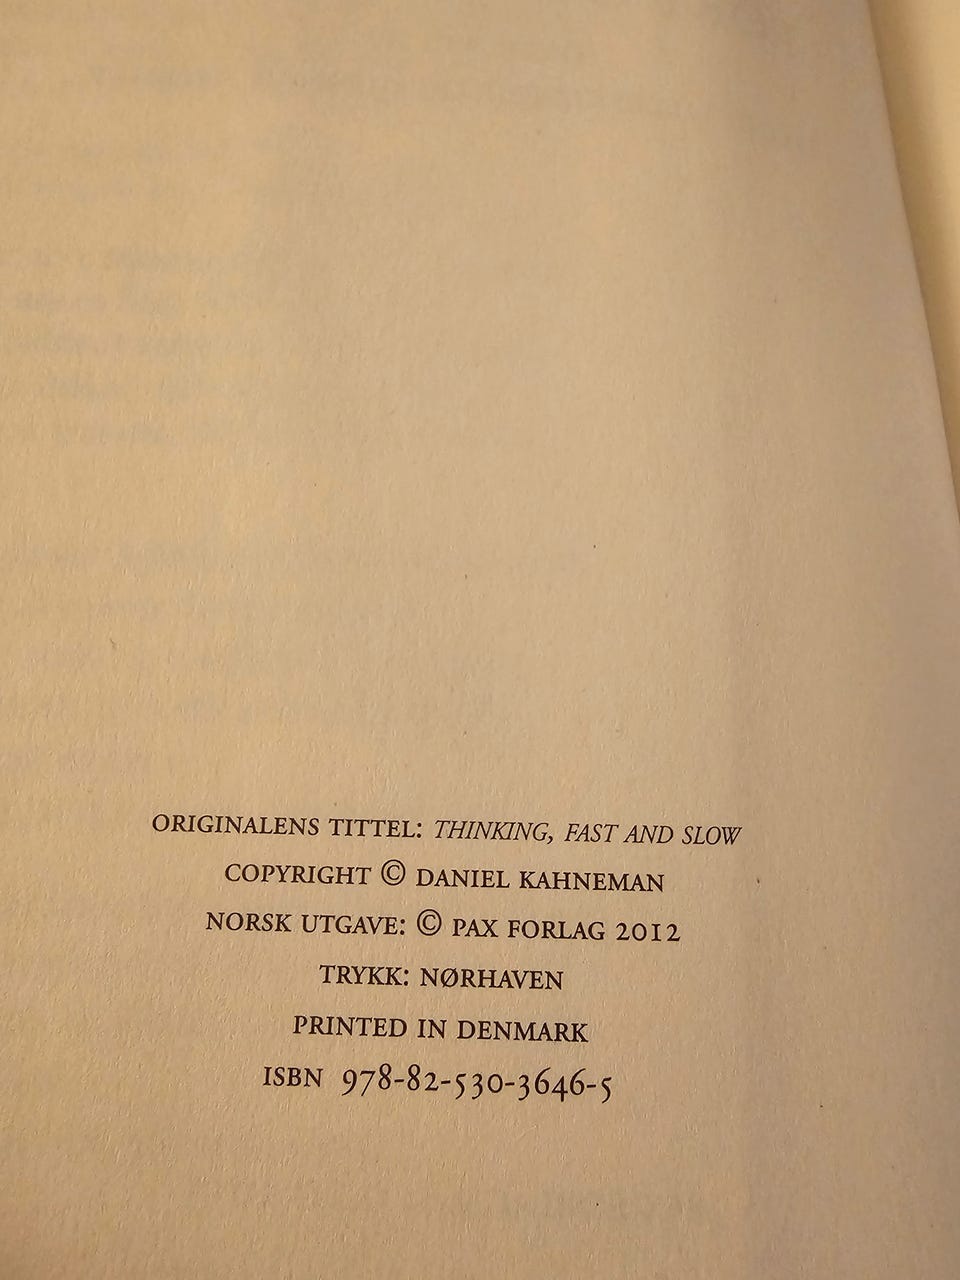 ORIGINALENS TITTEL: THINKING, FAST AND SLOW
COPYRIGHT © DANIEL KAHNEMAN
NORSK UTGAVE: © PAX FORLAG 2012
TRYKK: NØRHAVEN
PRINTED IN DENMARK
ISBN 978-82-530-3646-5